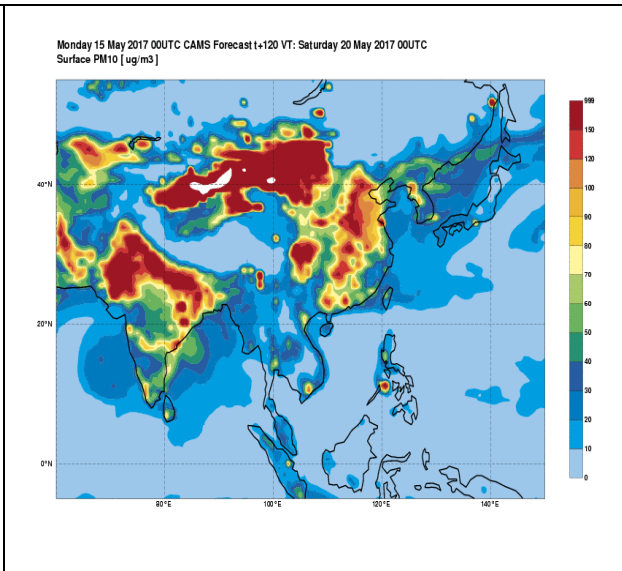 Monday 15 May 2017 00UTC CAMS Forecast t+120 VT: Saturday 20 May 2017 00UTC
Surface PM10 [ ug/m3 ]
999
150
120
100
90
80
70
60
50
40
30
20
10
0
40°N
20°N
0°N
80°E
100°E
120°E
140°E